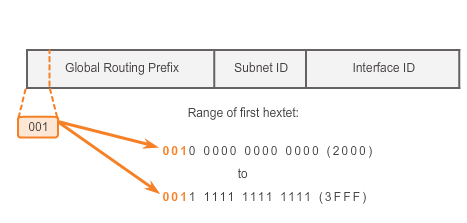 Global Routing Prefix Subnet ID Interface ID
001
Range of first hextet:
0010 0000 0000 0000 (2000)
to
0011 1111 1111 1111 (3FFF)